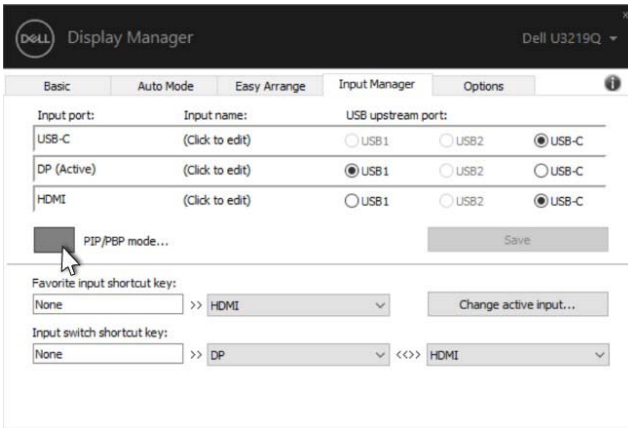 DELL Display Manager Dell U3219Q
Basic Auto Mode Easy Arrange Input Manager Options
Input port: Input name: USB upstream port:
USB-C (Click to edit) USB1 USB2 USB-C
DP (Active) (Click to edit) USB1 USB2 USB-C
HDMI (Click to edit) USB1 USB2 USB-C
PIP/PBP mode... Save
Favorite input shortcut key:
None >> HDMI Change active input...
Input switch shortcut key:
None >> DP <<>> HDMI